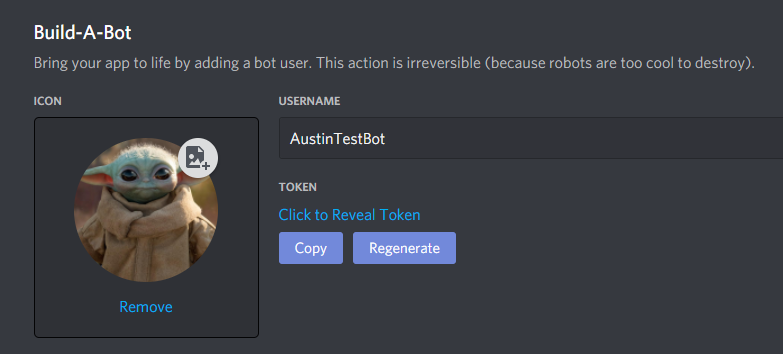 Build-A-Bot
Bring your app to life by adding a bot user. This action is irreversible (because robots are too cool to destroy).
ICON
USERNAME
AustinTestBot
TOKEN
Click to Reveal Token
Copy
Regenerate
Remove